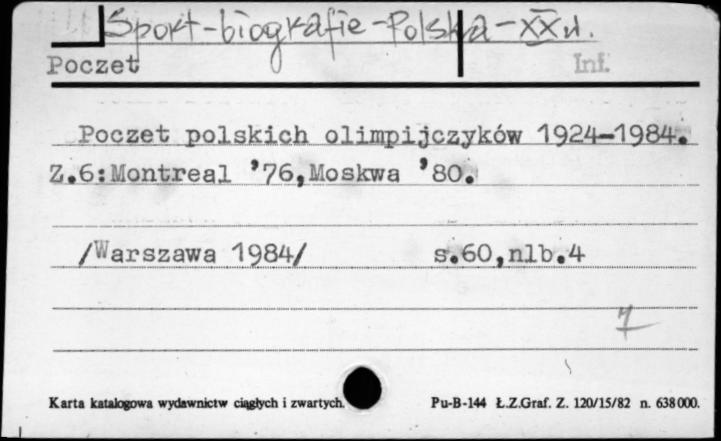 Sport-biografie-Polska-XX w.
Poczet Inf.
Poczet polskich olimpijczyków 1924-1984.
Z.6:Montreal '76,Moskwa '80.
/Warszawa 1984/ s.60,nlb.4
Karta katalogowa wydawnictw ciągłych i zwartych. Pu-B-144 Ł.Z.Graf. Z. 120/15/82 n. 638000.